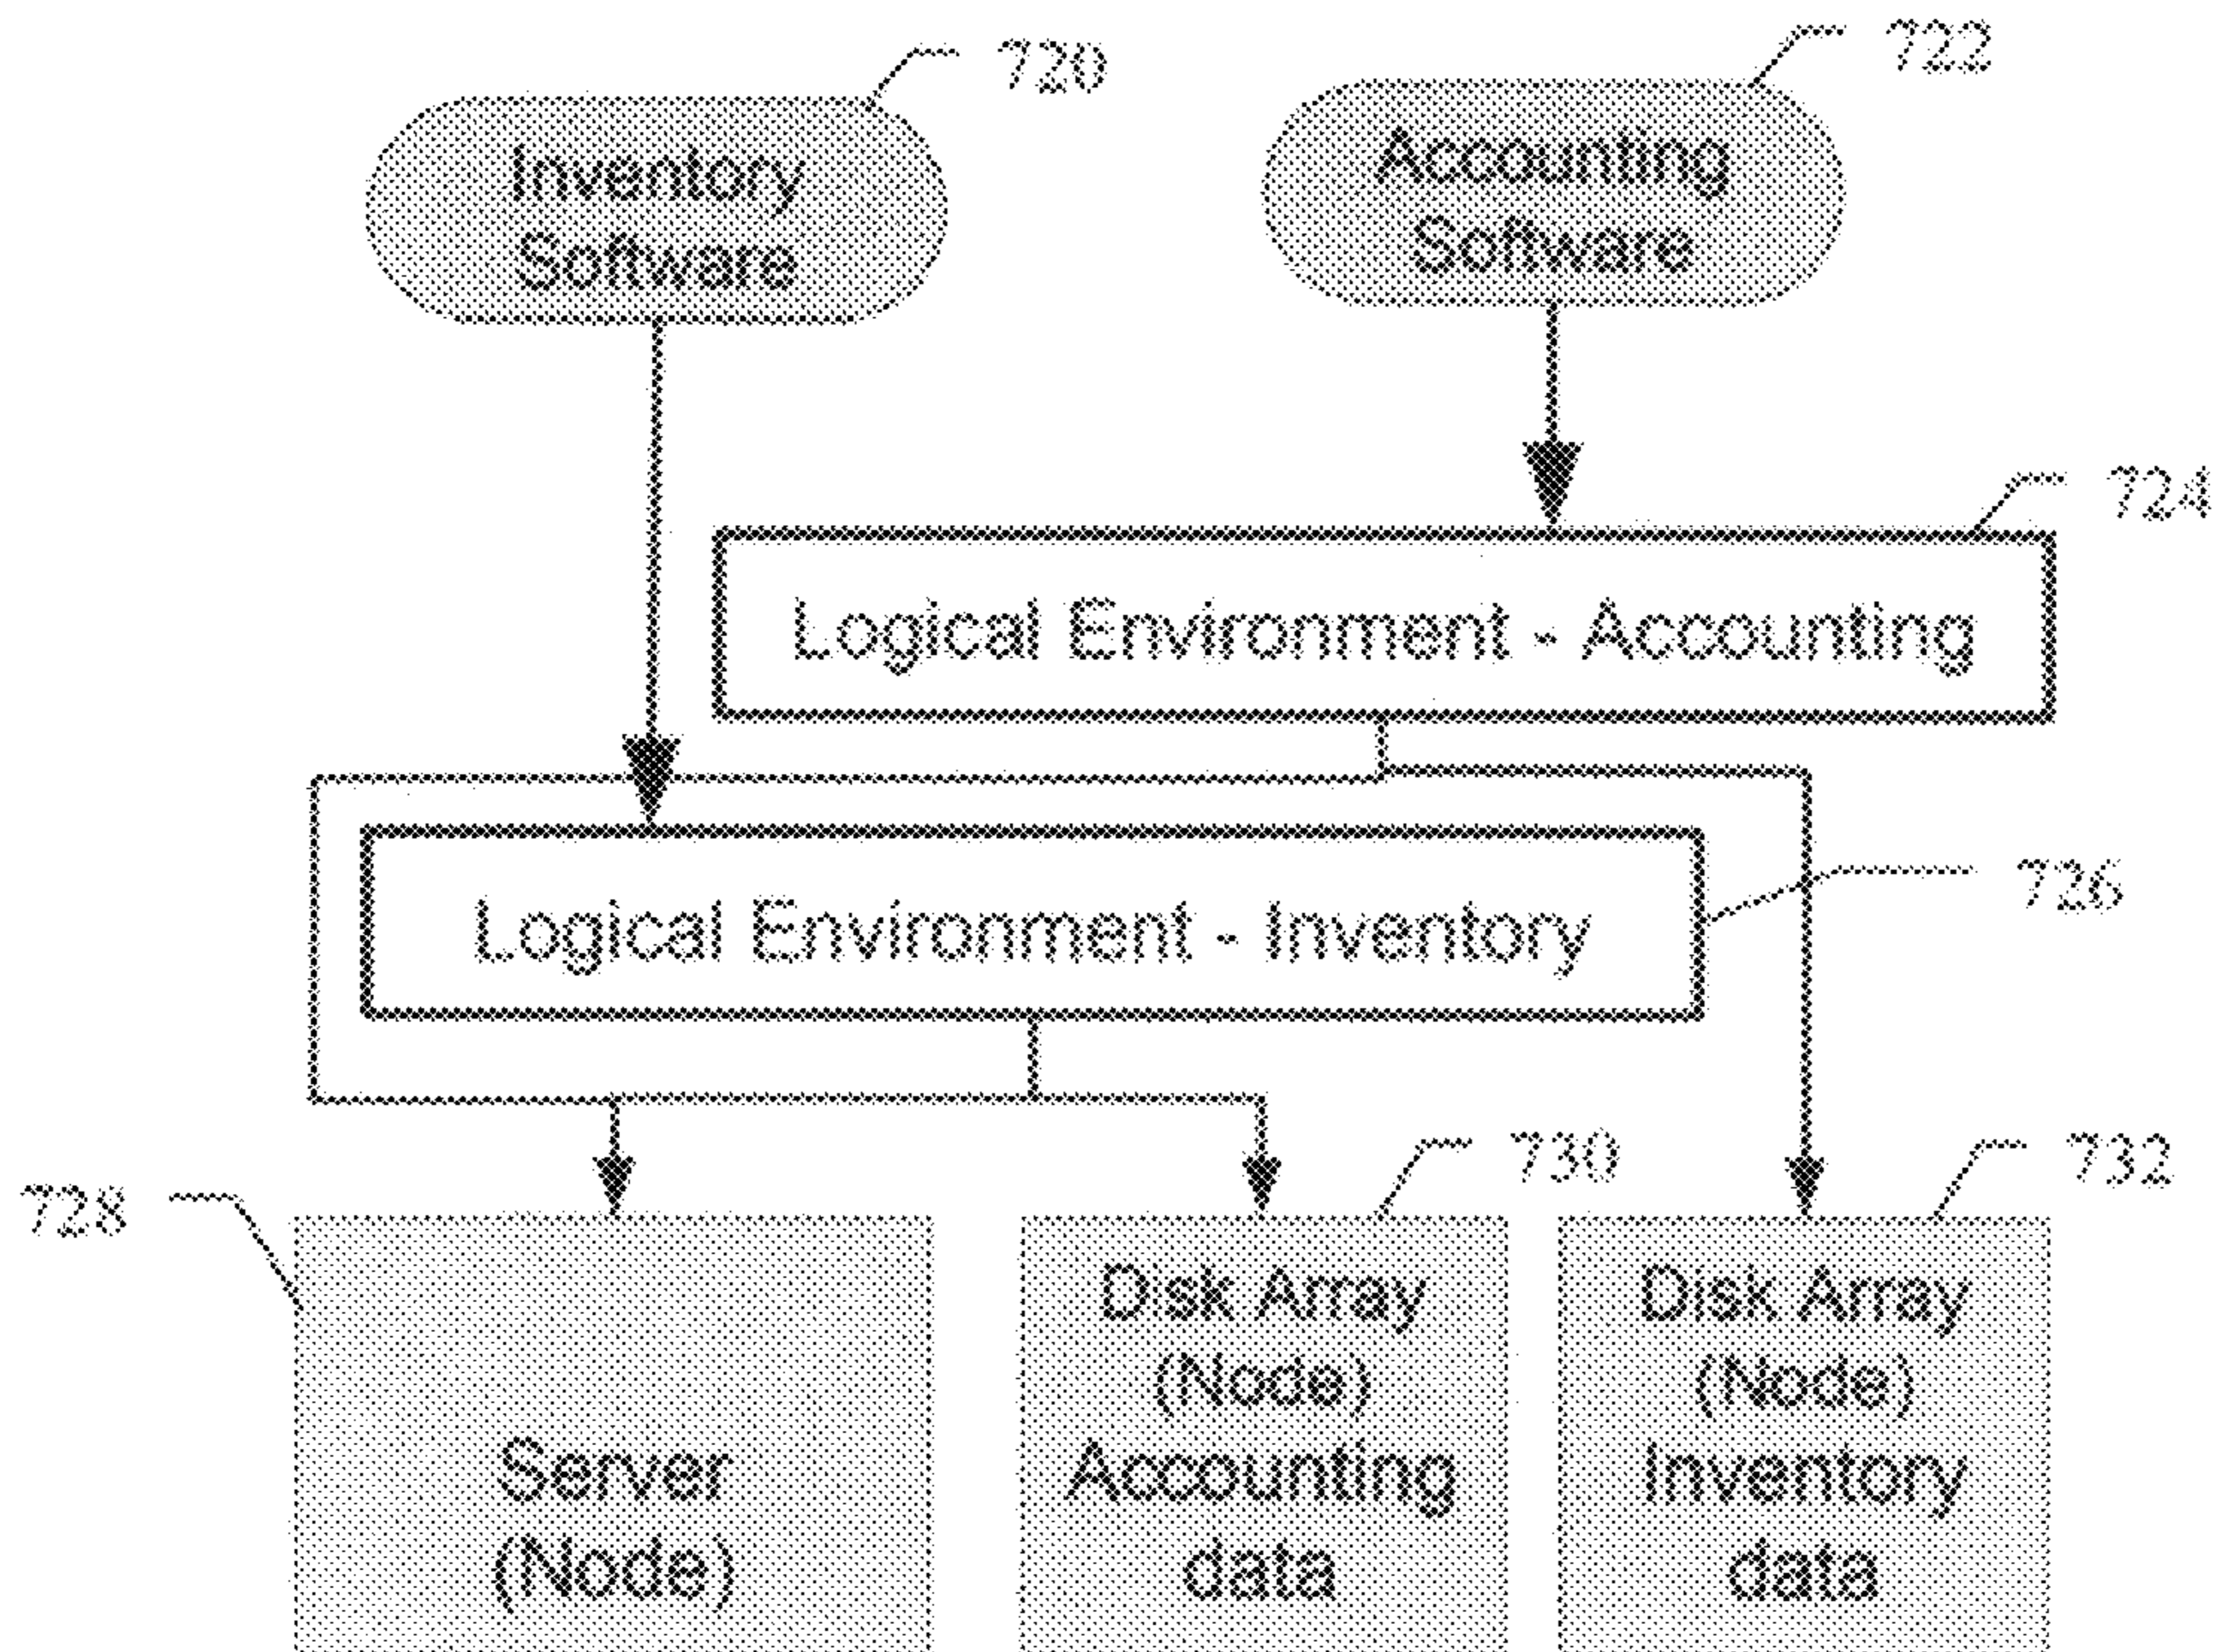 720
722
Inventory
Software
Accounting
Software
724
Logical Environment - Accounting
726
Logical Environment - Inventory
728
730
732
Server
(Node)
Disk Array
(Node)
Accounting
data
Disk Array
(Node)
Inventory
data